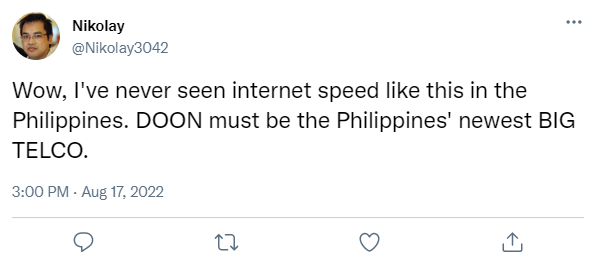 Nikolay
@Nikolay3042
Wow, I've never seen internet speed like this in the
Philippines. DOON must be the Philippines' newest BIG
TELCO.
3:00 PM · Aug 17, 2022